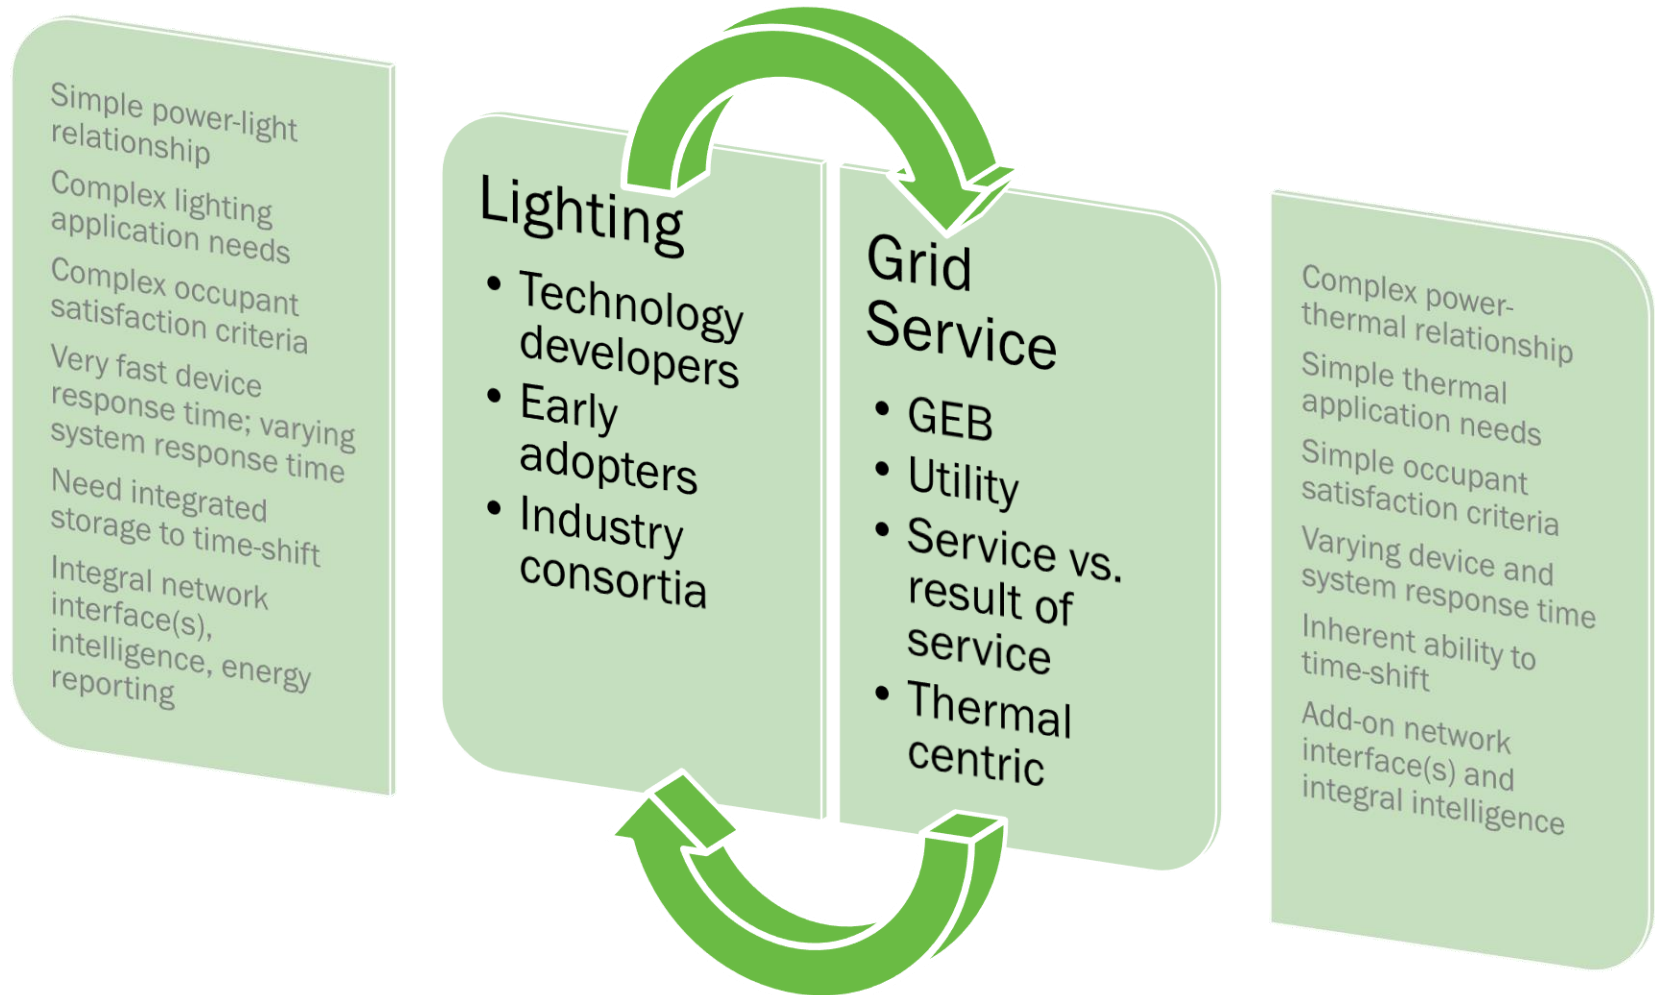 Simple power-light
relationship
Complex lighting
application needs
Complex occupant
satisfaction criteria
Very fast device
response time; varying
system response time
Need integrated
storage to time-shift
Integral network
interface(s),
intelligence, energy
reporting
Lighting
• Technology
developers
• Early
adopters
• Industry
consortia
Grid
Service
• GEB
• Utility
• Service vs.
result of
service
• Thermal
centric
Complex power-
thermal relationship
Simple thermal
application needs
Simple occupant
satisfaction criteria
Varying device and
system response time
Inherent ability to
time-shift
Add-on network
interface(s) and
integral intelligence